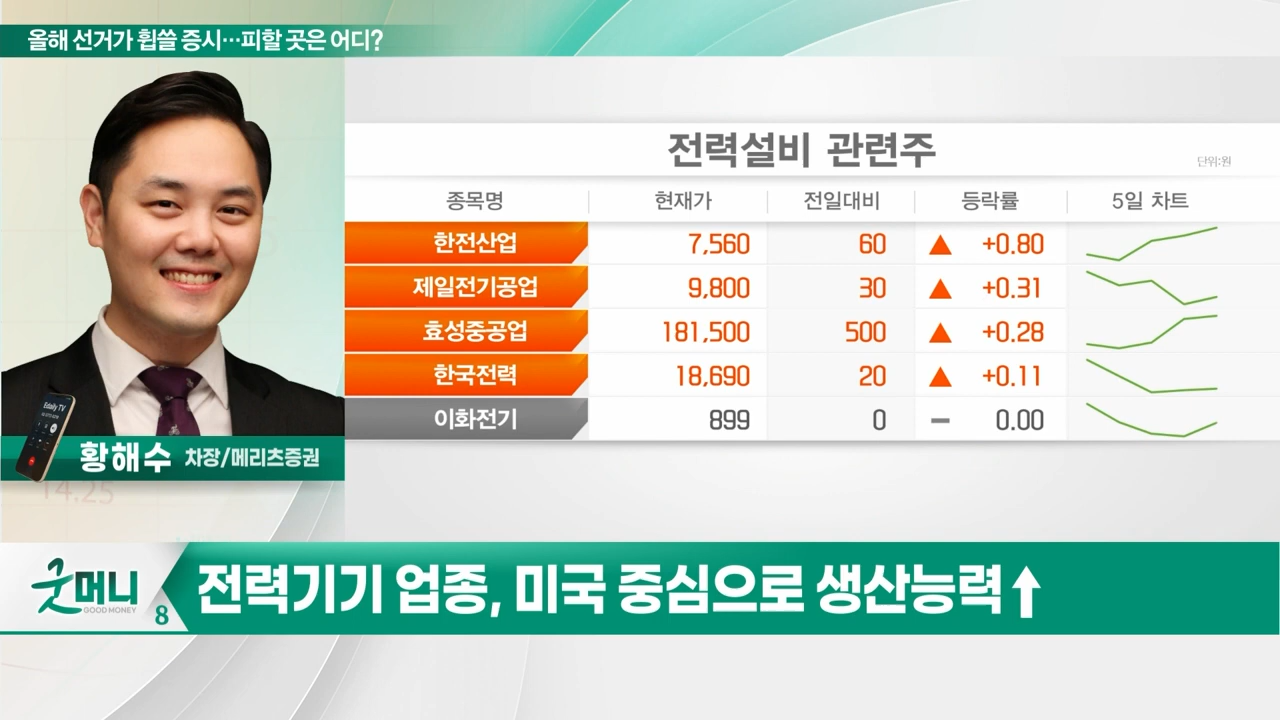 올해 선거가 휩쓸 증시…피할 곳은 어디?
전력설비 관련주
단위:원
종목명 현재가 전일대비 등락률 5일 차트
한전산업 7,560 60 ▲ +0.80
제일전기공업 9,800 30 ▲ +0.31
효성중공업 181,500 500 ▲ +0.28
한국전력 18,690 20 ▲ +0.11
이화전기 899 0 - 0.00
Edaily TV
황해수 차장/메리츠증권
14.25
굿머니
GOOD MONEY
8
전력기기 업종, 미국 중심으로 생산능력↑